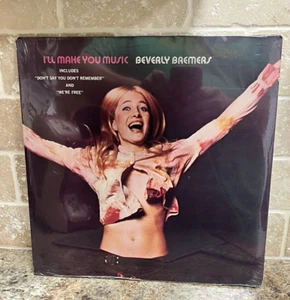 I'LL MAKE YOU MUSIC BEVERLY BREMERS
INCLUDES
"DON'T SAY YOU DON'T REMEMBER"
AND
"WE'RE FREE"